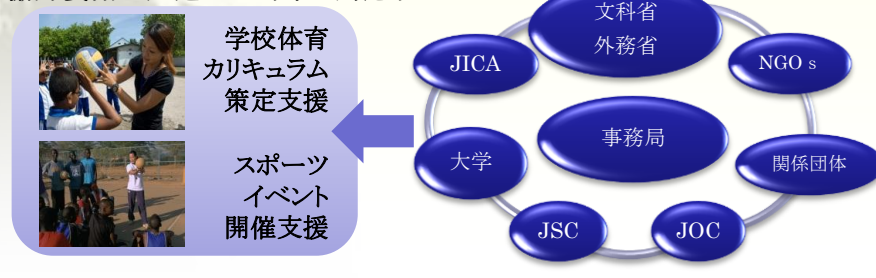 学校体育
カリキュラム
策定支援
スポーツ
イベント
開催支援
文科省
外務省
JICA
NGO s
事務局
大学
関係団体
JSC
JOC